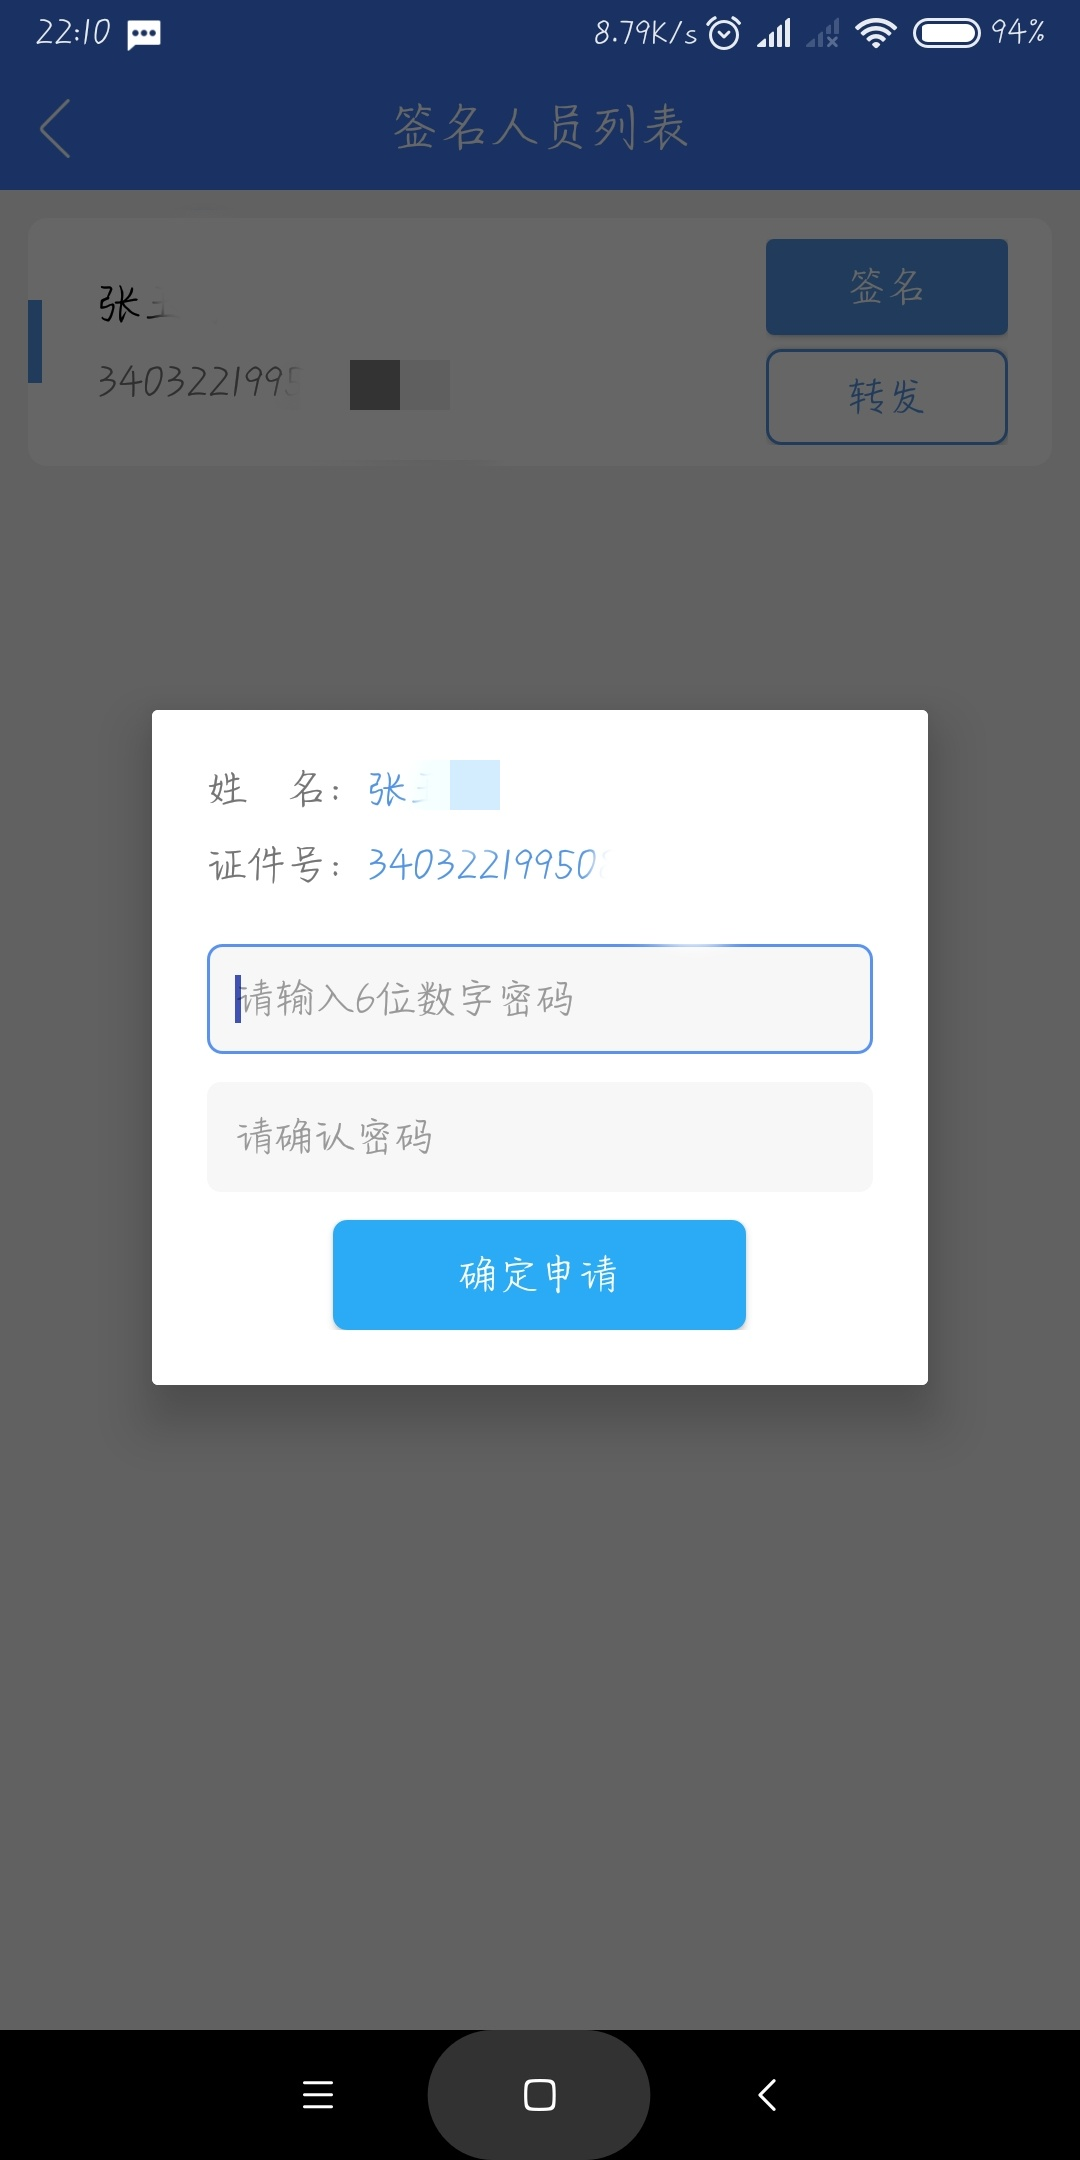 22:10 8.79K/s 94%
签名人员列表
张
签名
340322199
转发
姓 名: 张
证件号: 34032219950
请输入6位数字密码
请确认密码
确定申请